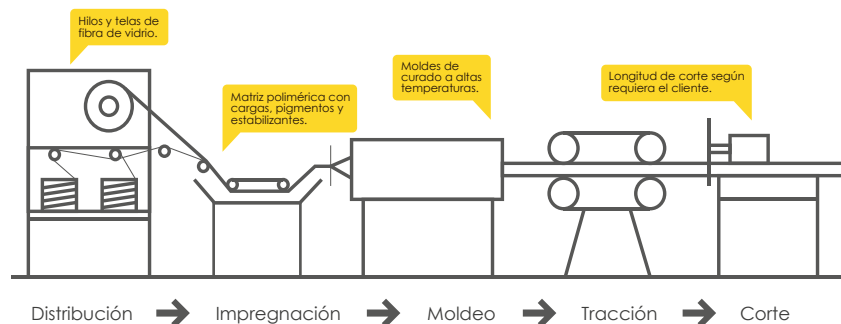 Hilos y telas de
fibra de vidrio.
Matriz polimérica con
cargas, pigmentos y
estabilizantes.
Moldes de
curado a altas
temperaturas.
Longitud de corte según
requiera el cliente.
Distribución → Impregnación → Moldeo → Tracción → Corte